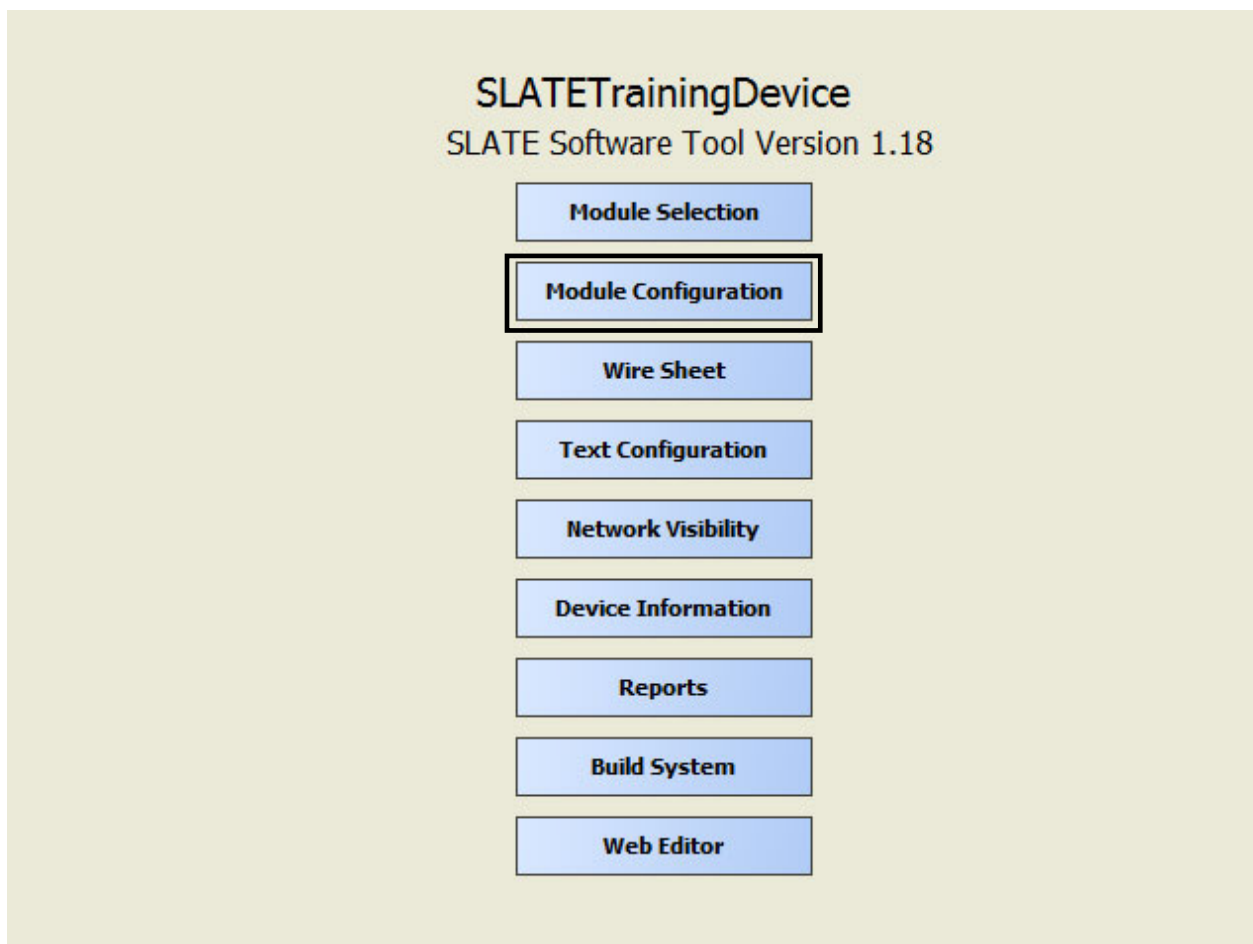 SLATETrainingDevice
SLATE Software Tool Version 1.18
Module Selection
Module Configuration
Wire Sheet
Text Configuration
Network Visibility
Device Information
Reports
Build System
Web Editor